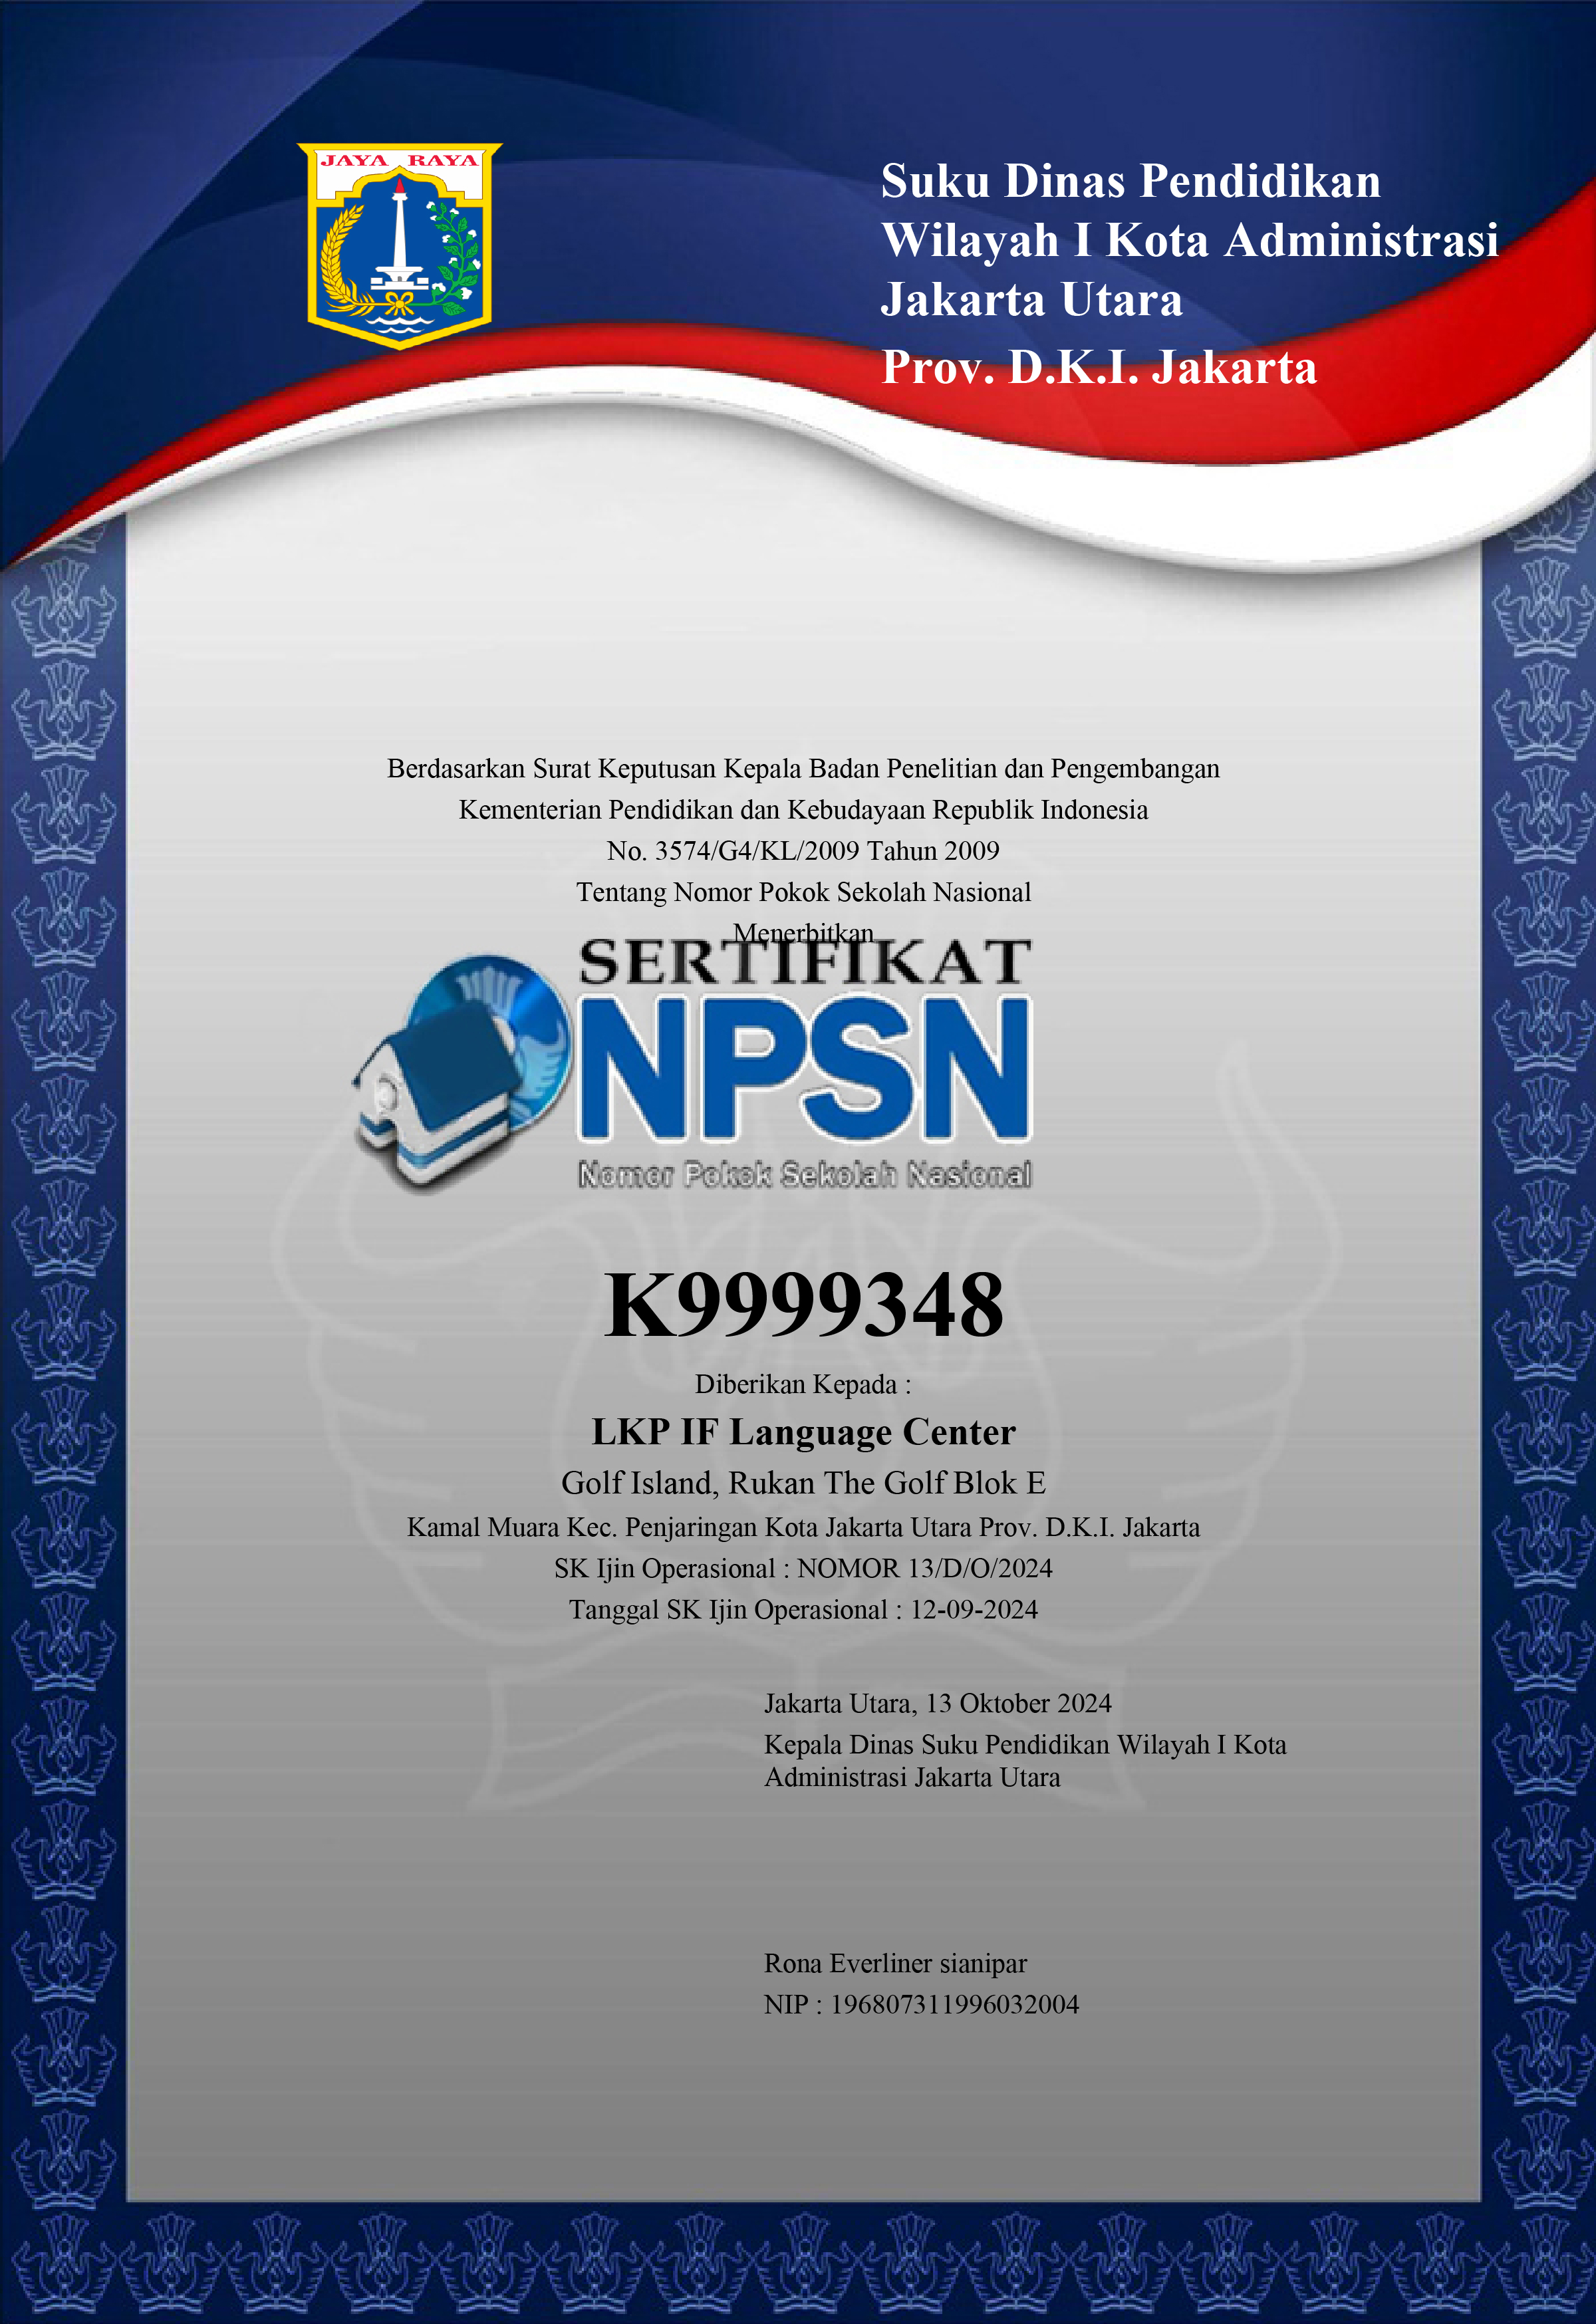 JAYA RAYA
Suku Dinas Pendidikan
Wilayah I Kota Administrasi
Jakarta Utara
Prov. D.K.I. Jakarta
Berdasarkan Surat Keputusan Kepala Badan Penelitian dan Pengembangan
Kementerian Pendidikan dan Kebudayaan Republik Indonesia
No. 3574/G4/KL/2009 Tahun 2009
Tentang Nomor Pokok Sekolah Nasional
Menerbitkan
SERTIFIKAT
NPSN
Nomor Pokok Sekolah Nasional
K9999348
Diberikan Kepada :
LKP IF Language Center
Golf Island, Rukan The Golf Blok E
Kamal Muara Kec. Penjaringan Kota Jakarta Utara Prov. D.K.I. Jakarta
SK Ijin Operasional : NOMOR 13/D/O/2024
Tanggal SK Ijin Operasional : 12-09-2024
Jakarta Utara, 13 Oktober 2024
Kepala Dinas Suku Pendidikan Wilayah I Kota
Administrasi Jakarta Utara
Rona Everliner sianipar
NIP : 196807311996032004